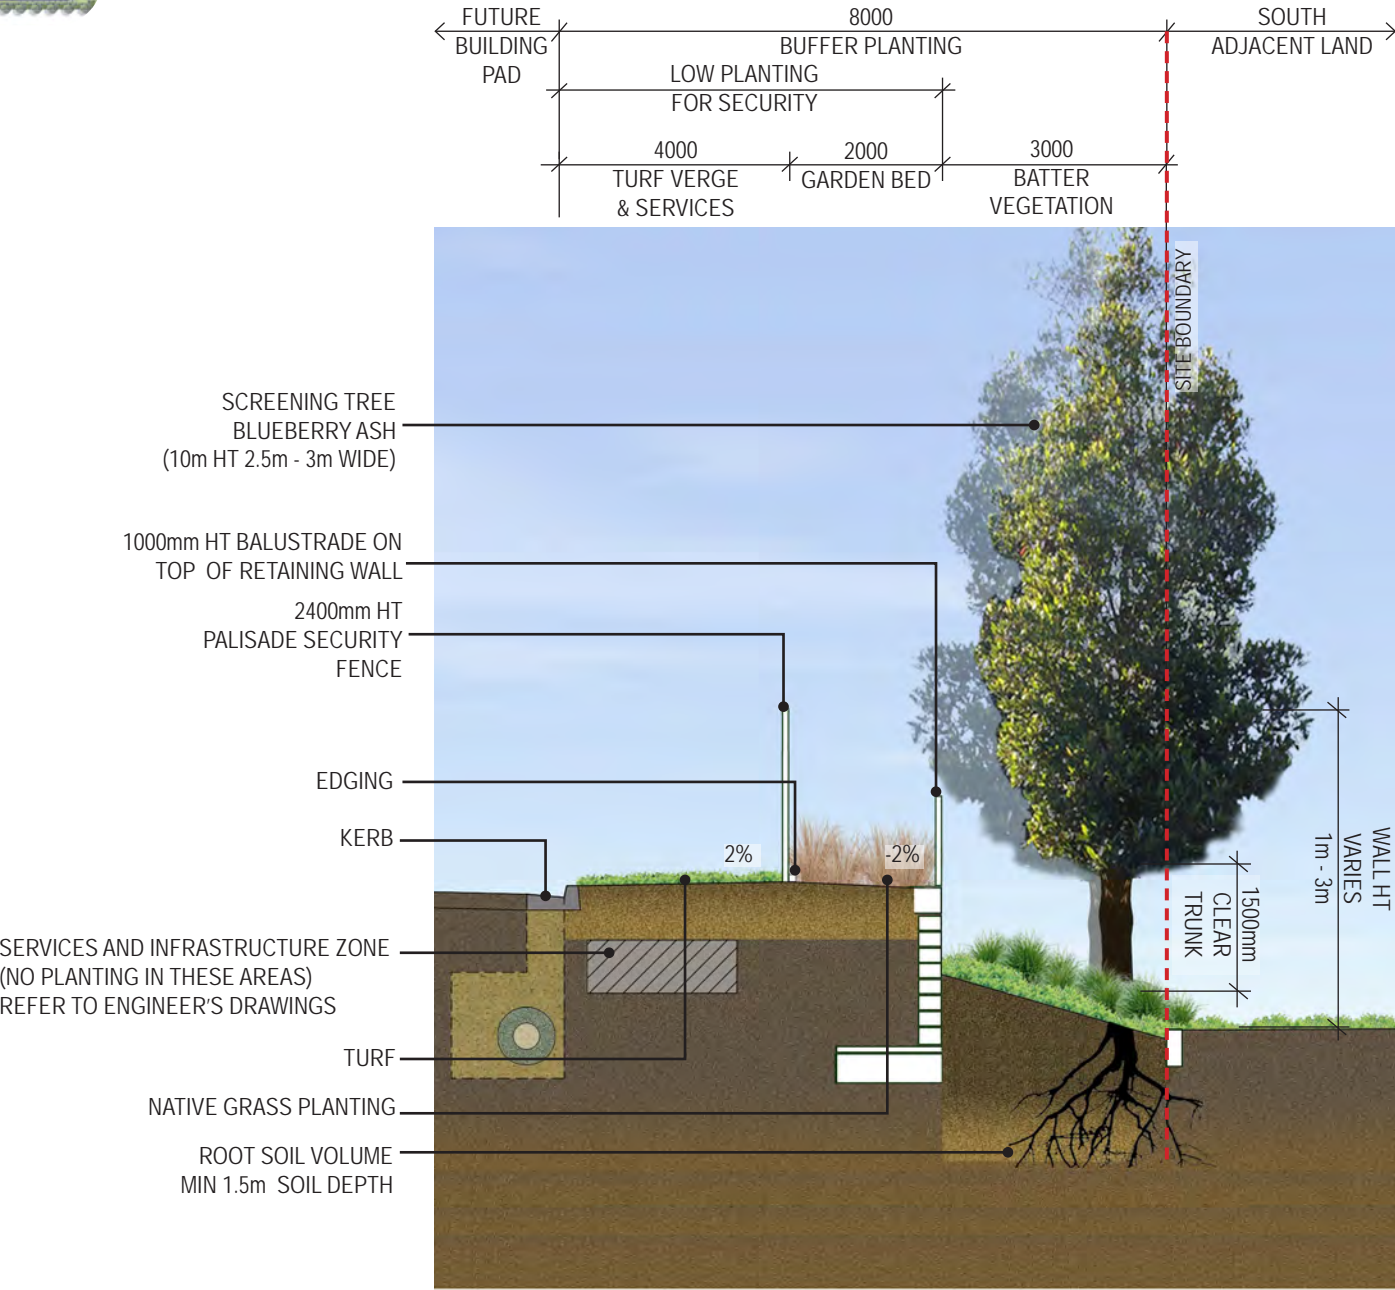 FUTURE
BUILDING
PAD
8000
BUFFER PLANTING
SOUTH
ADJACENT LAND
LOW PLANTING
FOR SECURITY
4000
TURF VERGE
& SERVICES
2000
GARDEN BED
3000
BATTER
VEGETATION
SITE BOUNDARY
SCREENING TREE
BLUEBERRY ASH
(10m HT 2.5m - 3m WIDE)
1000mm HT BALUSTRADE ON
TOP OF RETAINING WALL
2400mm HT
PALISADE SECURITY
FENCE
EDGING
KERB
2%
-2%
WALL HT
VARIES
1m - 3m
1500mm
CLEAR
TRUNK
SERVICES AND INFRASTRUCTURE ZONE
(NO PLANTING IN THESE AREAS)
REFER TO ENGINEER'S DRAWINGS
TURF
NATIVE GRASS PLANTING
ROOT SOIL VOLUME
MIN 1.5m SOIL DEPTH